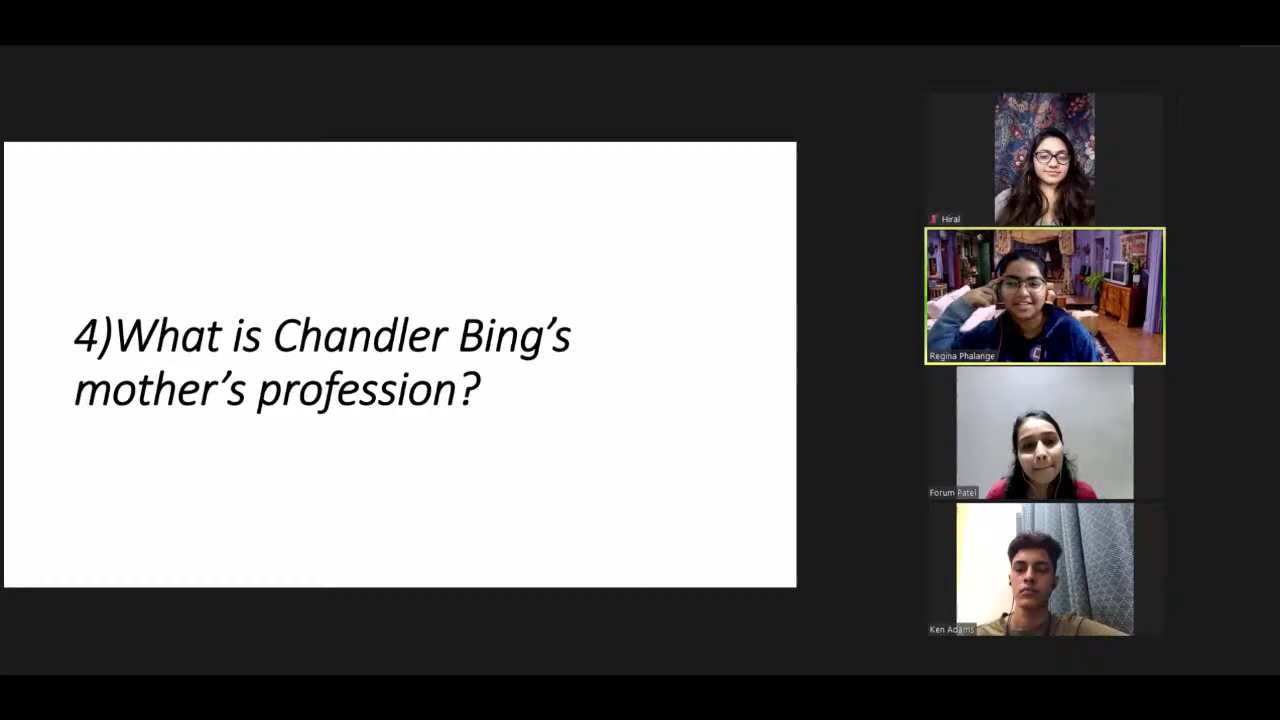 4)What is Chandler Bing’s
mother’s profession?
Hiral
Regina Phalange
Forum Patel
Ken Adams